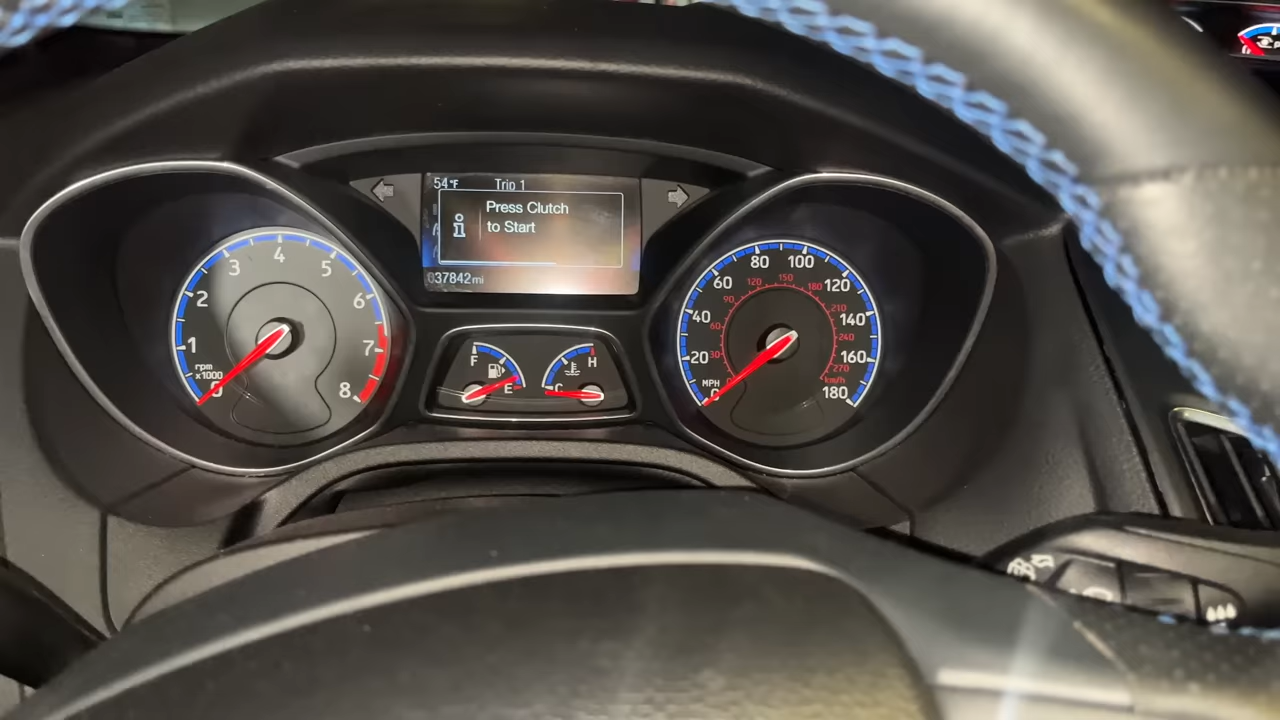 54°F Trip 1
Press Clutch
to Start
037842 mi
0 1 2 3 4 5 6 7 8
rpm
x1000
F E
C H
0 20 40 60 80 100 120 140 160 180
MPH
30 60 90 120 150 180 210 240 270
km/h